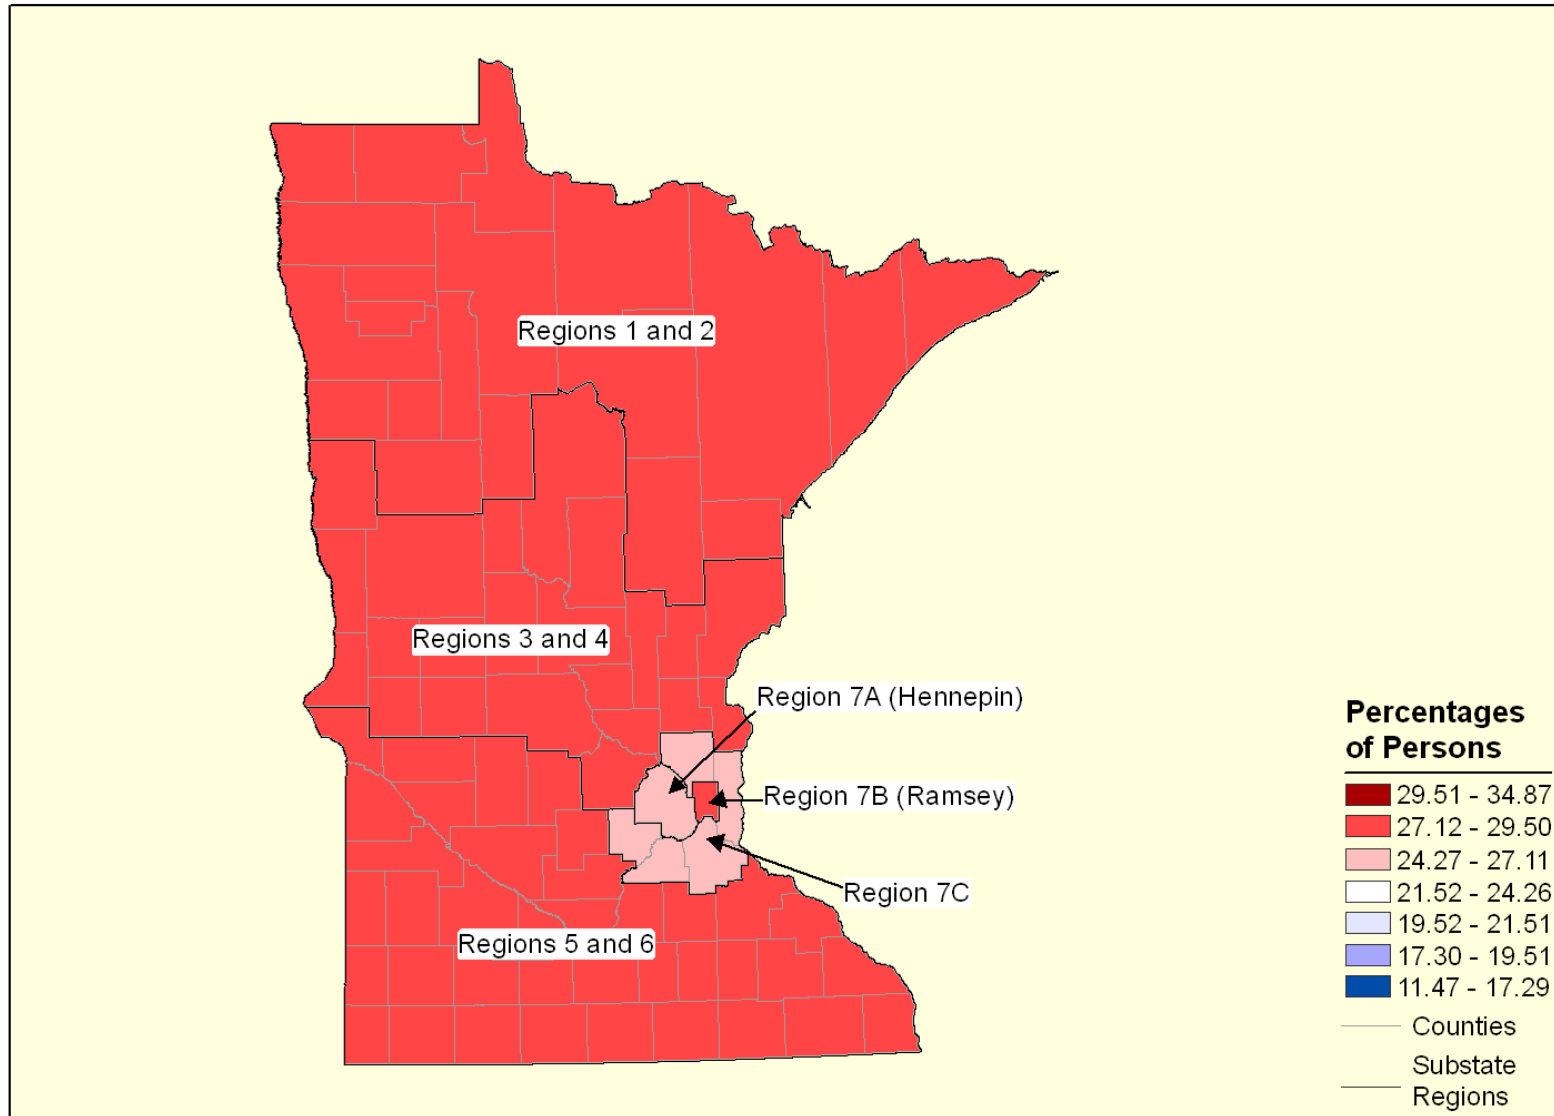 Regions 1 and 2
Regions 3 and 4
Region 7A (Hennepin)
Region 7B (Ramsey)
Region 7C
Regions 5 and 6
Percentages
of Persons
29.51 - 34.87
27.12 - 29.50
24.27 - 27.11
21.52 - 24.26
19.52 - 21.51
17.30 - 19.51
11.47 - 17.29
Counties
Substate
Regions